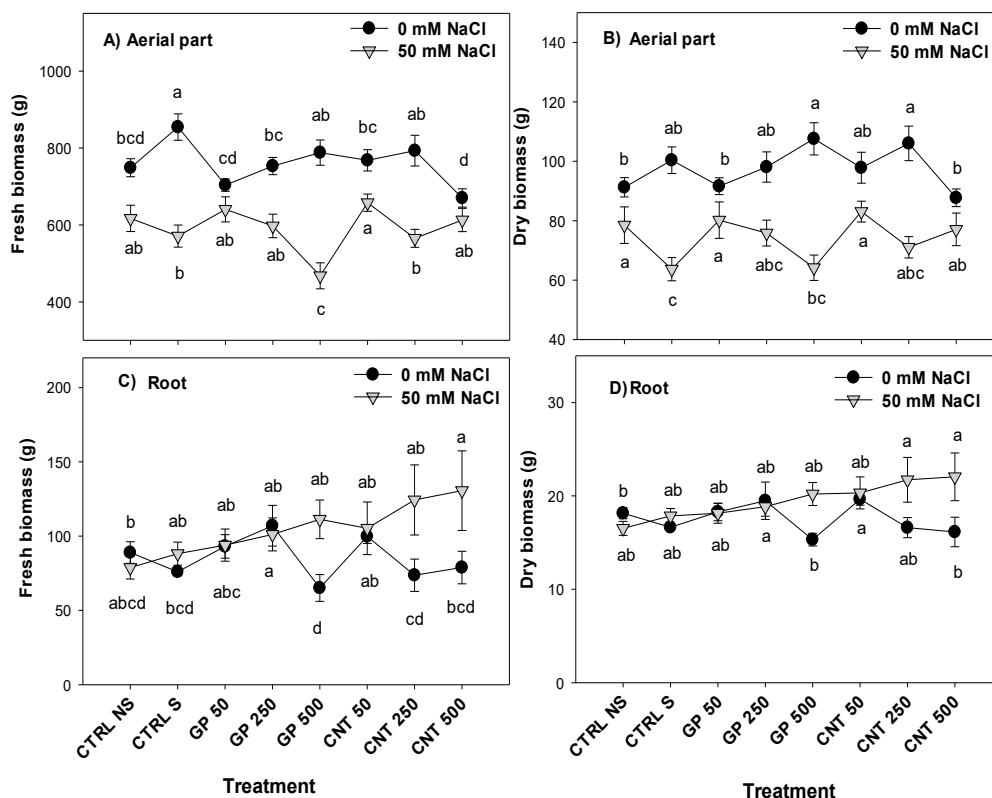 A) Aerial part
0 mM NaCl
50 mM NaCl
Fresh biomass (g)
1000
800
600
400
bcd
a
cd
bc
ab
bc
ab
d
ab
b
ab
ab
c
a
b
ab
B) Aerial part
0 mM NaCl
50 mM NaCl
Dry biomass (g)
140
120
100
80
60
40
b
ab
b
ab
a
ab
a
b
a
c
a
abc
bc
a
abc
ab
C) Root
0 mM NaCl
50 mM NaCl
Fresh biomass (g)
200
150
100
50
0
b
ab
ab
ab
ab
ab
ab
a
abcd
bcd
abc
a
d
ab
cd
bcd
CTRL NS
CTRL S
GP 50
GP 250
GP 500
CNT 50
CNT 250
CNT 500
Treatment
D) Root
0 mM NaCl
50 mM NaCl
Dry biomass (g)
30
20
10
0
b
ab
ab
ab
ab
ab
a
a
ab
ab
ab
a
b
a
ab
b
CTRL NS
CTRL S
GP 50
GP 250
GP 500
CNT 50
CNT 250
CNT 500
Treatment